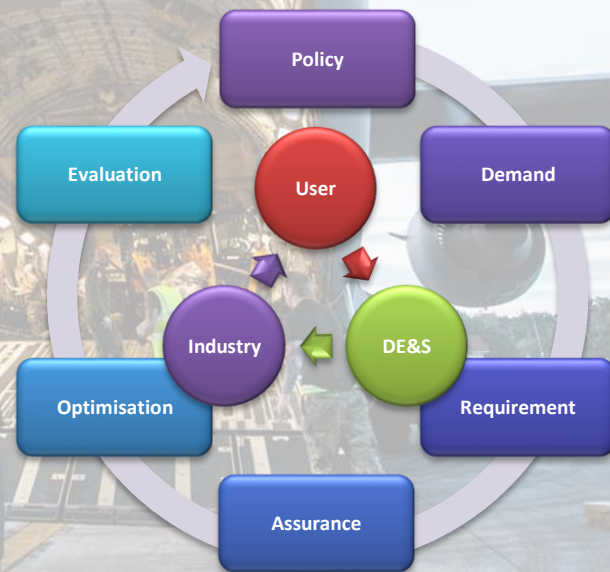 Policy
Evaluation
User
Demand
Industry
DE&S
Optimisation
Requirement
Assurance